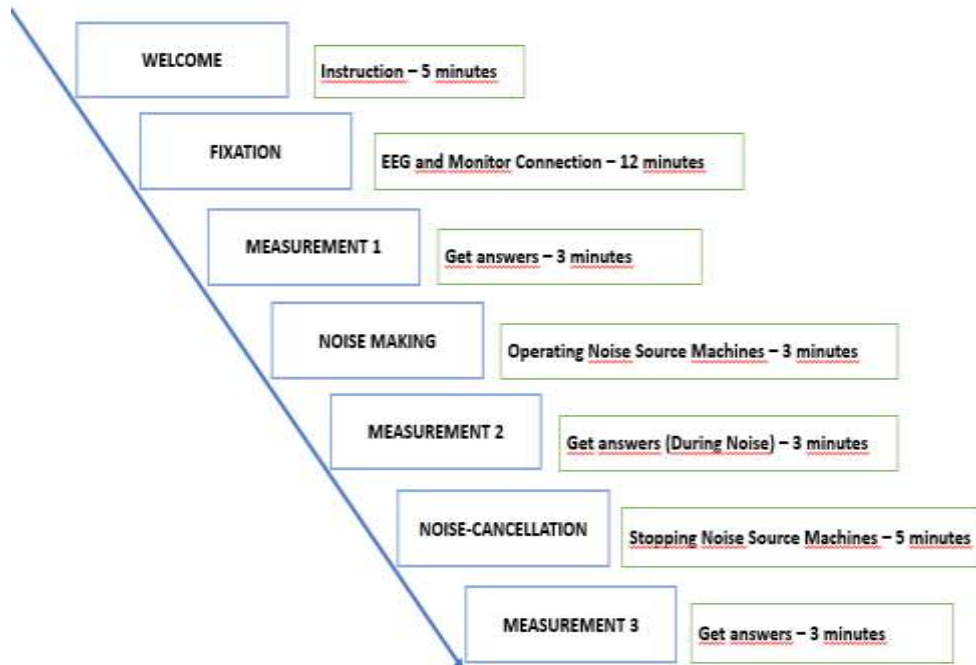 WELCOME
Instruction – 5 minutes
FIXATION
EEG and Monitor Connection – 12 minutes
MEASUREMENT 1
Get answers – 3 minutes
NOISE MAKING
Operating Noise Source Machines – 3 minutes
MEASUREMENT 2
Get answers (During Noise) – 3 minutes
NOISE-CANCELLATION
Stopping Noise Source Machines – 5 minutes
MEASUREMENT 3
Get answers – 3 minutes